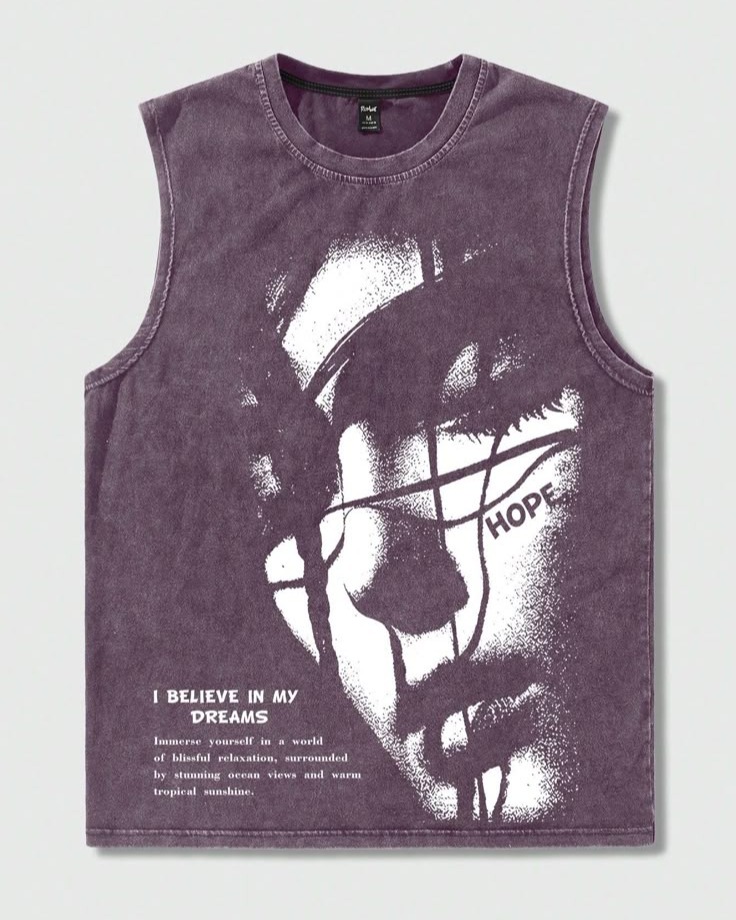 M
HOPE
I BELIEVE IN MY
DREAMS
Immerse yourself in a world
of blissful relaxation, surrounded
by stunning ocean views and warm
tropical sunshine.